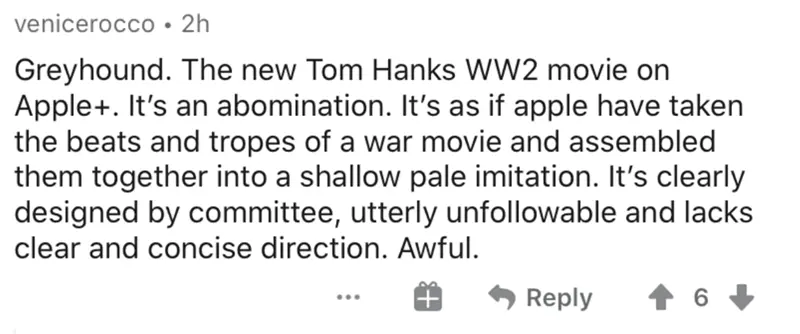 venicerocco • 2h
Greyhound. The new Tom Hanks WW2 movie on
Apple+. It’s an abomination. It’s as if apple have taken
the beats and tropes of a war movie and assembled
them together into a shallow pale imitation. It’s clearly
designed by committee, utterly unfollowable and lacks
clear and concise direction. Awful.
Reply 6